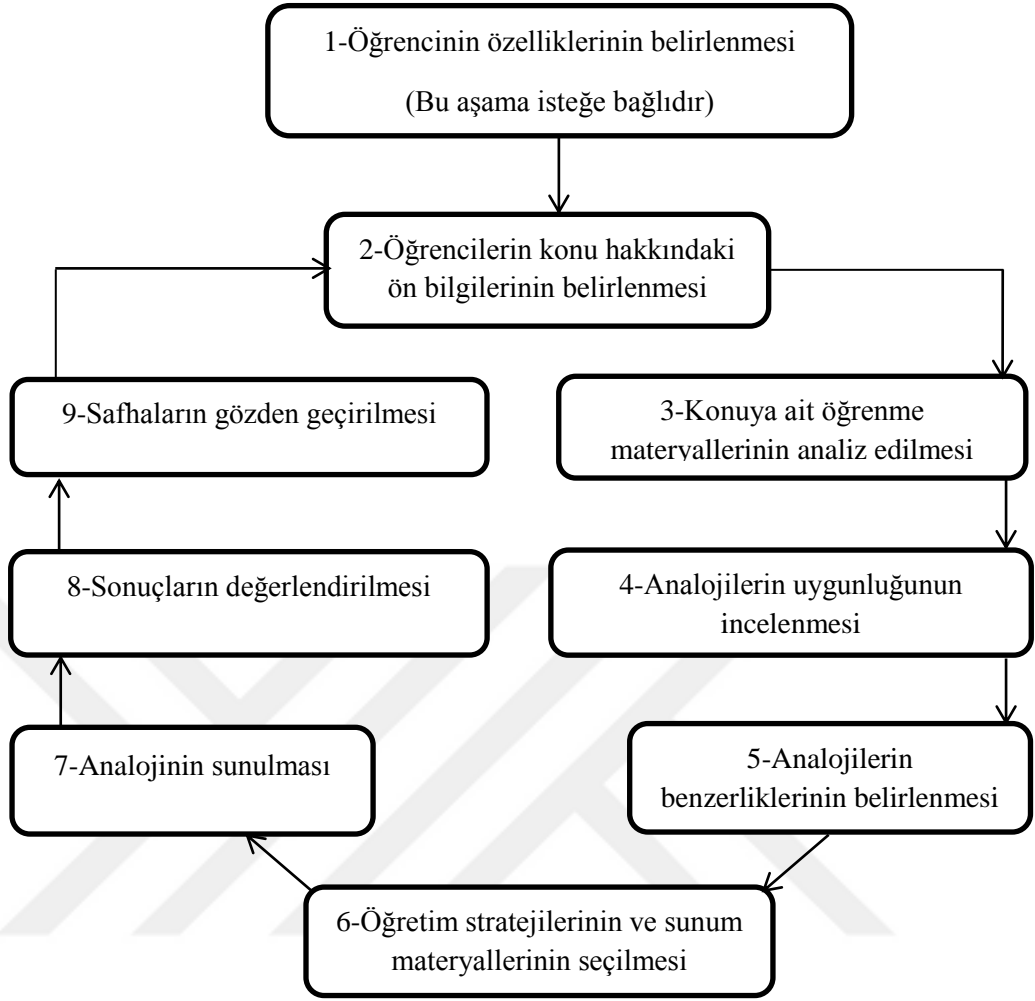 1-Öğrencinin özelliklerinin belirlenmesi
(Bu aşama isteğe bağlıdır)
2-Öğrencilerin konu hakkındaki
ön bilgilerinin belirlenmesi
3-Konuya ait öğrenme
materyallerinin analiz edilmesi
4-Analojilerin uygunluğunun
incelenmesi
5-Analojilerin
benzerliklerinin belirlenmesi
6-Öğretim stratejilerinin ve sunum
materyallerinin seçilmesi
7-Analojinin sunulması
8-Sonuçların değerlendirilmesi
9-Safhaların gözden geçirilmesi